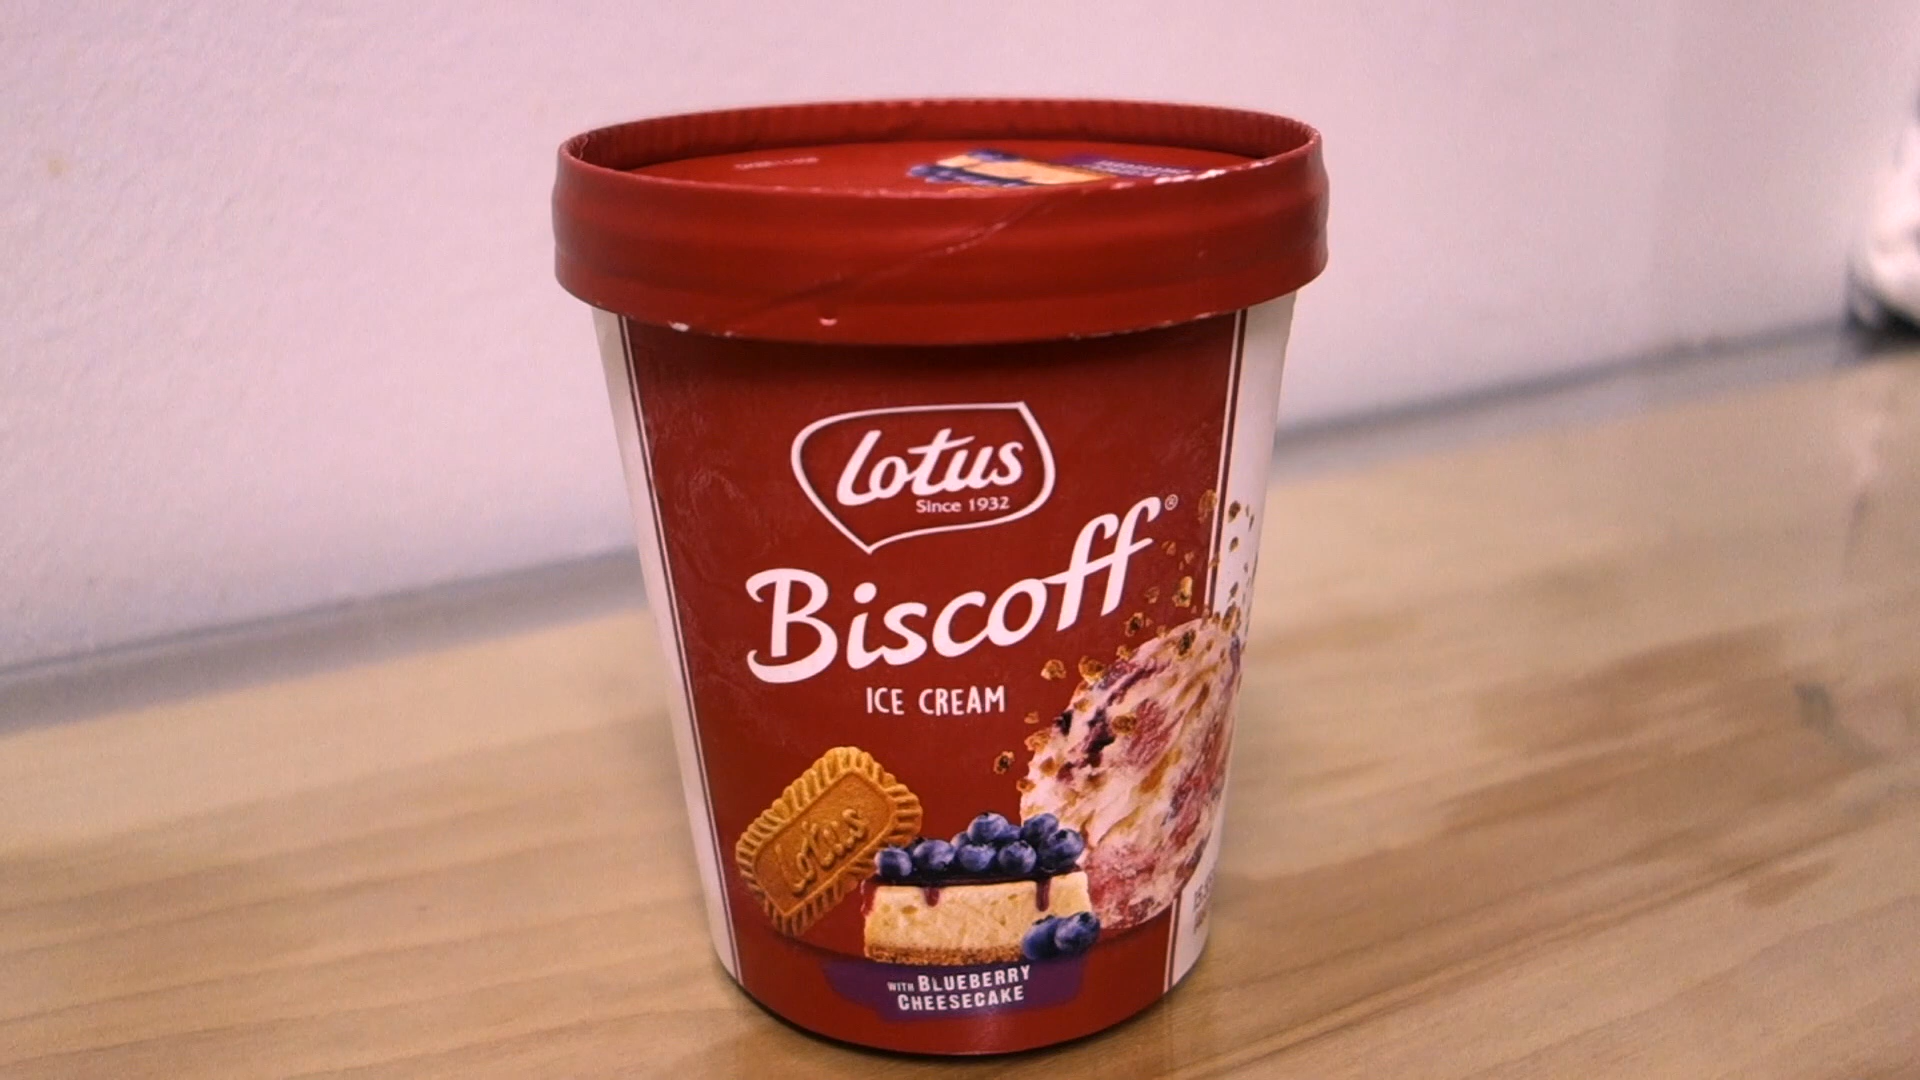 Lotus
Since 1932
Biscoff®
ICE CREAM
Lotus
WITH BLUEBERRY
CHEESECAKE